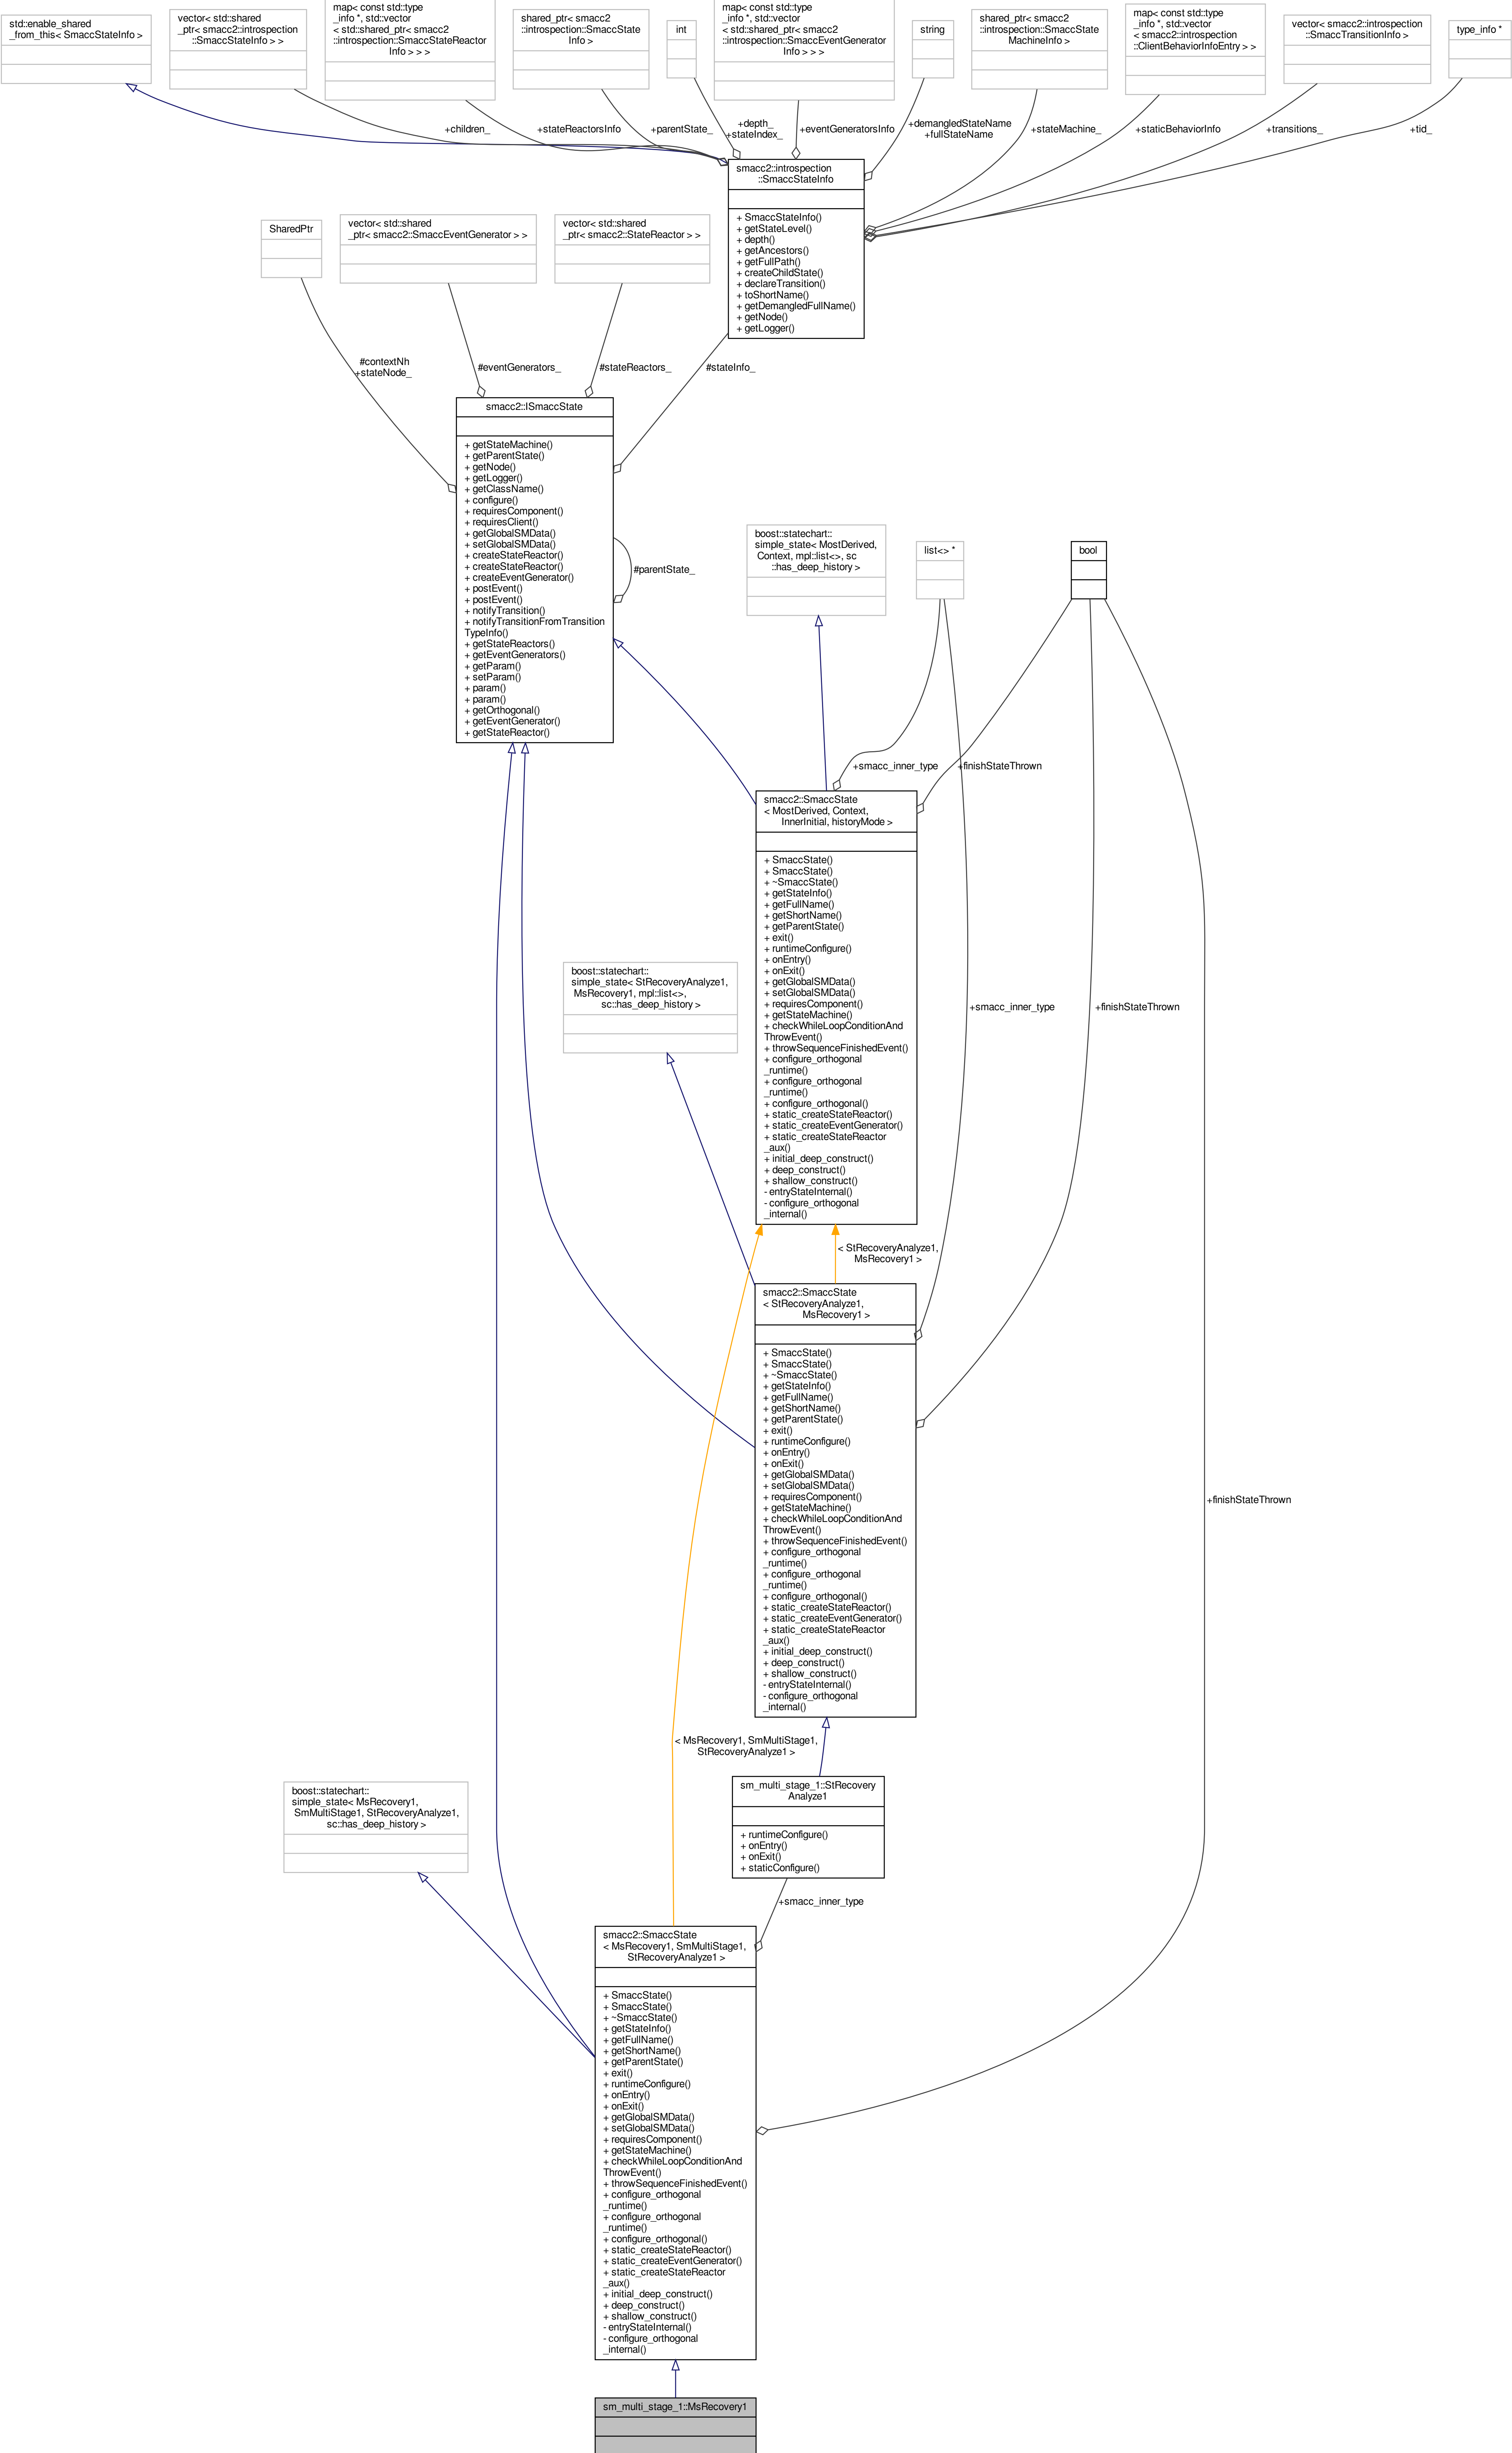 std::enable_shared
_from_this< SmaccStateInfo >
vector< std::shared
_ptr< smacc2::introspection
::SmaccStateInfo > >
map< const std::type
_info *, std::vector
< std::shared_ptr< smacc2
::introspection::SmaccStateReactor
Info > > >
shared_ptr< smacc2
::introspection::SmaccState
Info >
int
map< const std::type
_info *, std::vector
< std::shared_ptr< smacc2
::introspection::SmaccEventGenerator
Info > > >
string
shared_ptr< smacc2
::introspection::SmaccState
MachineInfo >
map< const std::type
_info *, std::vector
< smacc2::introspection
::ClientBehaviorInfoEntry > >
vector< smacc2::introspection
::SmaccTransitionInfo >
type_info *
+children_
+stateReactorsInfo
+parentState_
+depth_
+stateIndex_
+eventGeneratorsInfo
+demangledStateName
+fullStateName
+stateMachine_
+staticBehaviorInfo
+transitions_
+tid_
smacc2::introspection
::SmaccStateInfo
+ SmaccStateInfo()
+ getStateLevel()
+ depth()
+ getAncestors()
+ getFullPath()
+ createChildState()
+ declareTransition()
+ toShortName()
+ getDemangledFullName()
+ getNode()
+ getLogger()
SharedPtr
vector< std::shared
_ptr< smacc2::SmaccEventGenerator > >
vector< std::shared
_ptr< smacc2::StateReactor > >
#contextNh
+stateNode_
#eventGenerators_
#stateReactors_
#stateInfo_
smacc2::ISmaccState
+ getStateMachine()
+ getParentState()
+ getNode()
+ getLogger()
+ getClassName()
+ configure()
+ requiresComponent()
+ requiresClient()
+ getGlobalSMData()
+ setGlobalSMData()
+ createStateReactor()
+ createStateReactor()
+ createEventGenerator()
+ postEvent()
+ postEvent()
+ notifyTransition()
+ notifyTransitionFromTransition
TypeInfo()
+ getStateReactors()
+ getEventGenerators()
+ getParam()
+ setParam()
+ param()
+ param()
+ getOrthogonal()
+ getEventGenerator()
+ getStateReactor()
#parentState_
boost::statechart::
simple_state< MostDerived,
Context, mpl::list<>, sc
::has_deep_history >
list<> *
bool
+smacc_inner_type
+finishStateThrown
smacc2::SmaccState
< MostDerived, Context,
InnerInitial, historyMode >
+ SmaccState()
+ SmaccState()
+ ~SmaccState()
+ getStateInfo()
+ getFullName()
+ getShortName()
+ getParentState()
+ exit()
+ runtimeConfigure()
+ onEntry()
+ onExit()
+ getGlobalSMData()
+ setGlobalSMData()
+ requiresComponent()
+ getStateMachine()
+ checkWhileLoopConditionAnd
ThrowEvent()
+ throwSequenceFinishedEvent()
+ configure_orthogonal
_runtime()
+ configure_orthogonal
_runtime()
+ configure_orthogonal()
+ static_createStateReactor()
+ static_createEventGenerator()
+ static_createStateReactor
_aux()
+ initial_deep_construct()
+ deep_construct()
+ shallow_construct()
- entryStateInternal()
- configure_orthogonal
_internal()
boost::statechart::
simple_state< StRecoveryAnalyze1,
MsRecovery1, mpl::list<>,
sc::has_deep_history >
+smacc_inner_type
+finishStateThrown
< StRecoveryAnalyze1,
MsRecovery1 >
smacc2::SmaccState
< StRecoveryAnalyze1,
MsRecovery1 >
+ SmaccState()
+ SmaccState()
+ ~SmaccState()
+ getStateInfo()
+ getFullName()
+ getShortName()
+ getParentState()
+ exit()
+ runtimeConfigure()
+ onEntry()
+ onExit()
+ getGlobalSMData()
+ setGlobalSMData()
+ requiresComponent()
+ getStateMachine()
+ checkWhileLoopConditionAnd
ThrowEvent()
+ throwSequenceFinishedEvent()
+ configure_orthogonal
_runtime()
+ configure_orthogonal
_runtime()
+ configure_orthogonal()
+ static_createStateReactor()
+ static_createEventGenerator()
+ static_createStateReactor
_aux()
+ initial_deep_construct()
+ deep_construct()
+ shallow_construct()
- entryStateInternal()
- configure_orthogonal
_internal()
+finishStateThrown
< MsRecovery1, SmMultiStage1,
StRecoveryAnalyze1 >
boost::statechart::
simple_state< MsRecovery1,
SmMultiStage1, StRecoveryAnalyze1,
sc::has_deep_history >
sm_multi_stage_1::StRecovery
Analyze1
+ runtimeConfigure()
+ onEntry()
+ onExit()
+ staticConfigure()
+smacc_inner_type
smacc2::SmaccState
< MsRecovery1, SmMultiStage1,
StRecoveryAnalyze1 >
+ SmaccState()
+ SmaccState()
+ ~SmaccState()
+ getStateInfo()
+ getFullName()
+ getShortName()
+ getParentState()
+ exit()
+ runtimeConfigure()
+ onEntry()
+ onExit()
+ getGlobalSMData()
+ setGlobalSMData()
+ requiresComponent()
+ getStateMachine()
+ checkWhileLoopConditionAnd
ThrowEvent()
+ throwSequenceFinishedEvent()
+ configure_orthogonal
_runtime()
+ configure_orthogonal
_runtime()
+ configure_orthogonal()
+ static_createStateReactor()
+ static_createEventGenerator()
+ static_createStateReactor
_aux()
+ initial_deep_construct()
+ deep_construct()
+ shallow_construct()
- entryStateInternal()
- configure_orthogonal
_internal()
sm_multi_stage_1::MsRecovery1